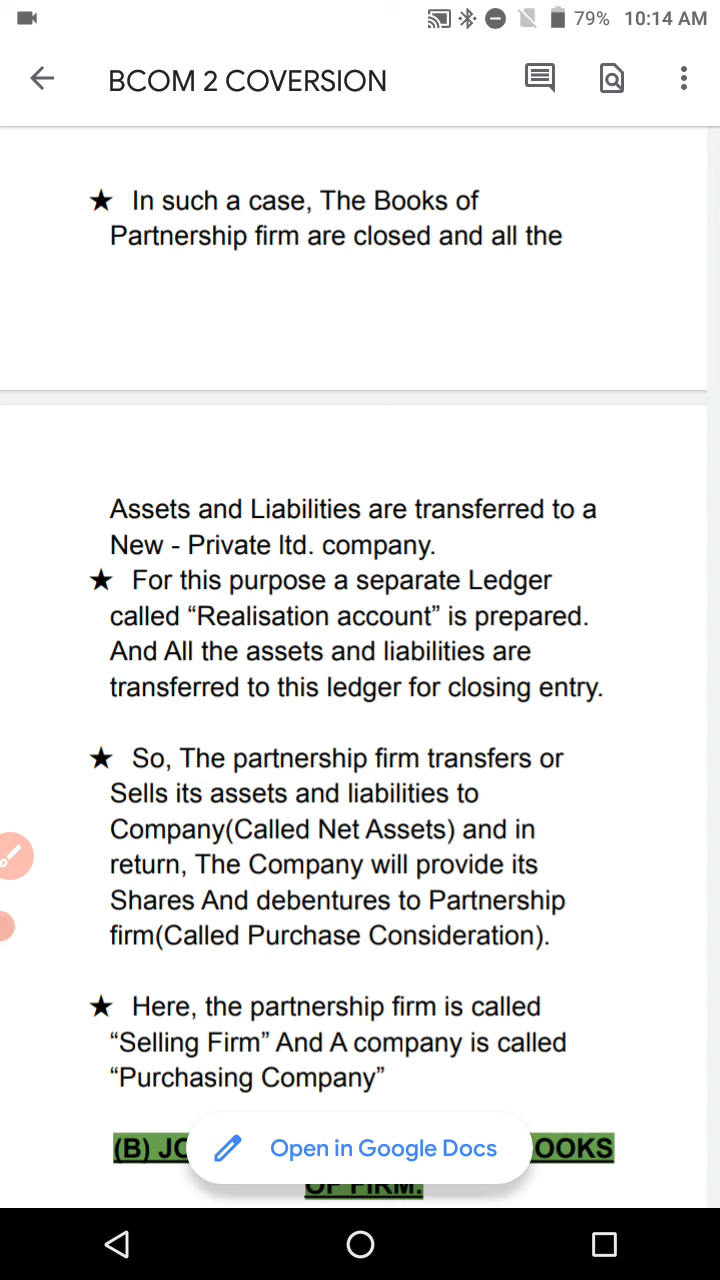 79% 10:14 AM
BCOM 2 COVERSION
★ In such a case, The Books of
Partnership firm are closed and all the
Assets and Liabilities are transferred to a
New - Private ltd. company.
★ For this purpose a separate Ledger
called “Realisation account” is prepared.
And All the assets and liabilities are
transferred to this ledger for closing entry.
★ So, The partnership firm transfers or
Sells its assets and liabilities to
Company(Called Net Assets) and in
return, The Company will provide its
Shares And debentures to Partnership
firm(Called Purchase Consideration).
★ Here, the partnership firm is called
“Selling Firm” And A company is called
“Purchasing Company”
(B)
Open in Google Docs
OF FIRM: